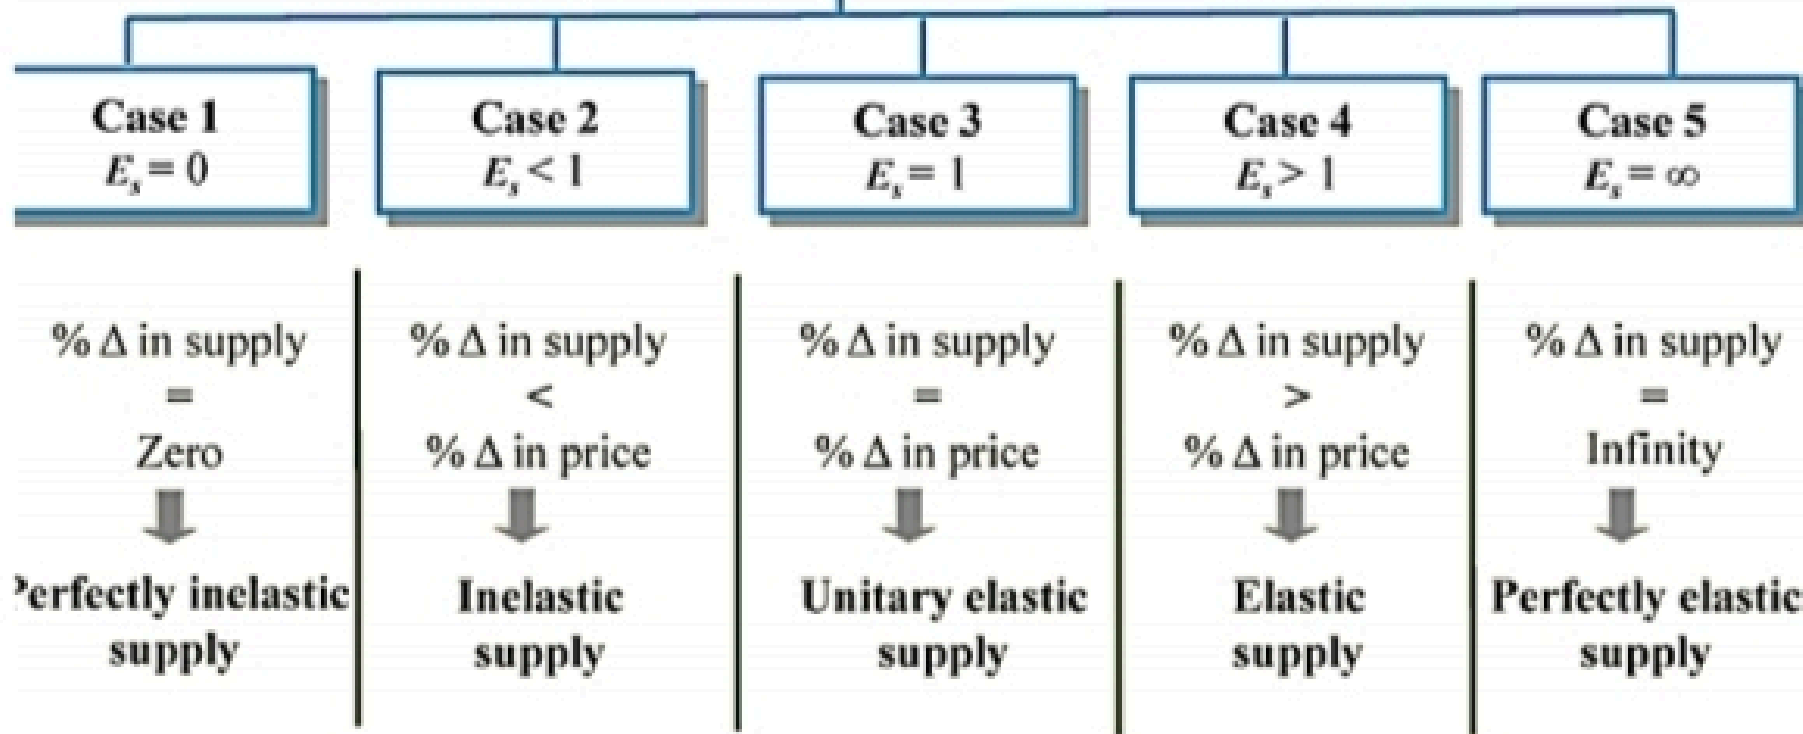 Case 1
Eₛ = 0
Case 2
Eₛ < 1
Case 3
Eₛ = 1
Case 4
Eₛ > 1
Case 5
Eₛ = ∞
% Δ in supply
=
Zero
Perfectly inelastic
supply
% Δ in supply
<
% Δ in price
Inelastic
supply
% Δ in supply
=
% Δ in price
Unitary elastic
supply
% Δ in supply
>
% Δ in price
Elastic
supply
% Δ in supply
=
Infinity
Perfectly elastic
supply